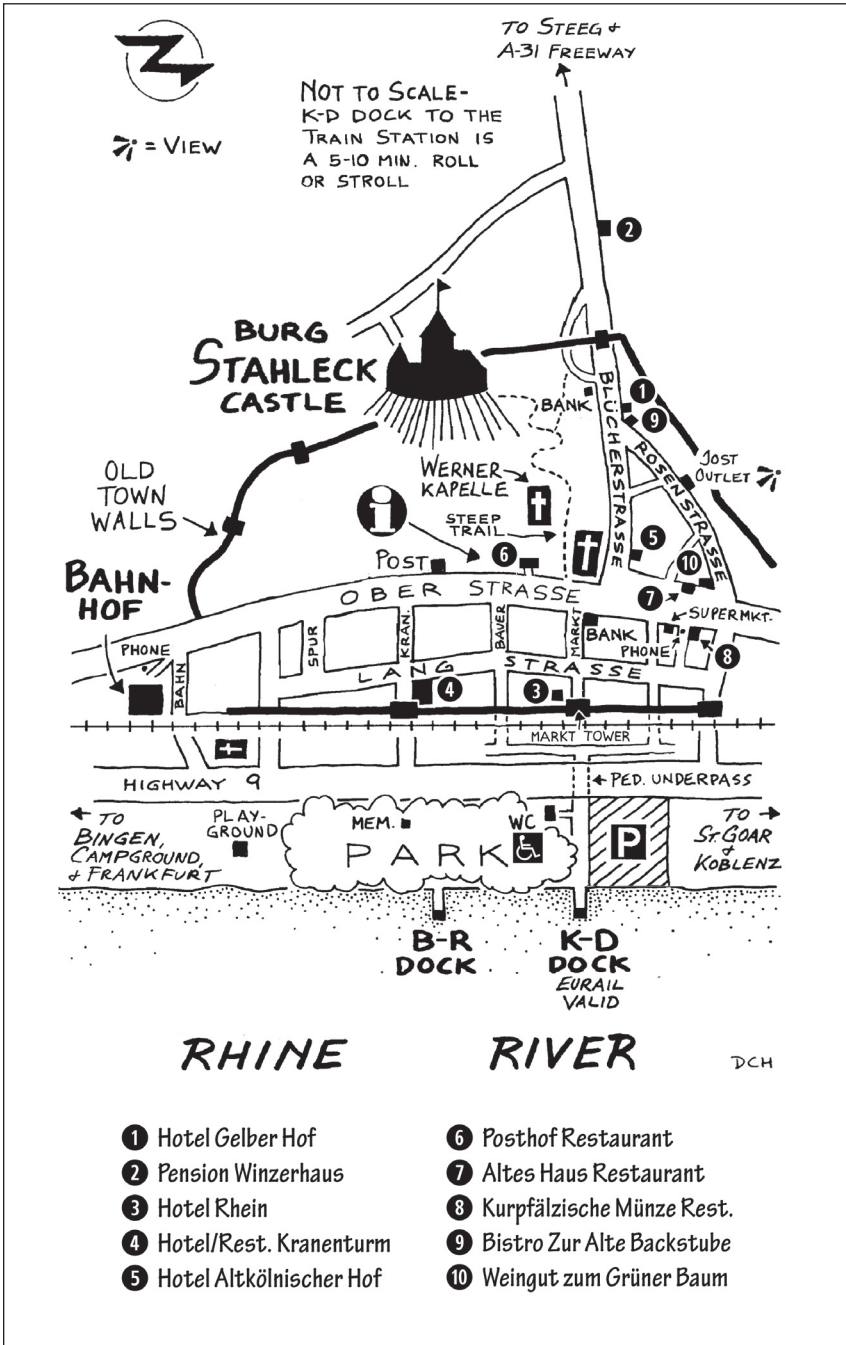 TO STEEG &
A-31 FREEWAY
NOT TO SCALE-
K-D DOCK TO THE
TRAIN STATION IS
A 5-10 MIN. ROLL
OR STROLL
= VIEW
2
BURG
STAHLECK
CASTLE
BANK
BLÜCHERSTRASSE
1
9
ROSENSTRASSE
JOST
OUTLET
OLD
TOWN
WALLS
WERNER
KAPELLE
STEEP
TRAIL
i
POST
6
5
10
7
BAHN-
HOF
OBER STRASSE
SUPERMKT.
PHONE
BAHN
SPUR
KRAN
BAUER
MARKT
BANK
PHONE
8
LANG STRASSE
4
3
MARKT TOWER
HIGHWAY 9
PED. UNDERPASS
TO
BINGEN,
CAMPGROUND,
& FRANKFURT
PLAY-
GROUND
MEM.
WC
PARK
P
TO
ST. GOAR
&
KOBLENZ
B-R
DOCK
K-D
DOCK
EURAIL
VALID
RHINE RIVER
DCH
1 Hotel Gelber Hof
2 Pension Winzerhaus
3 Hotel Rhein
4 Hotel/Rest. Kranenturm
5 Hotel Altkölnischer Hof
6 Posthof Restaurant
7 Altes Haus Restaurant
8 Kurpfälzische Münze Rest.
9 Bistro Zur Alte Backstube
10 Weingut zum Grüner Baum